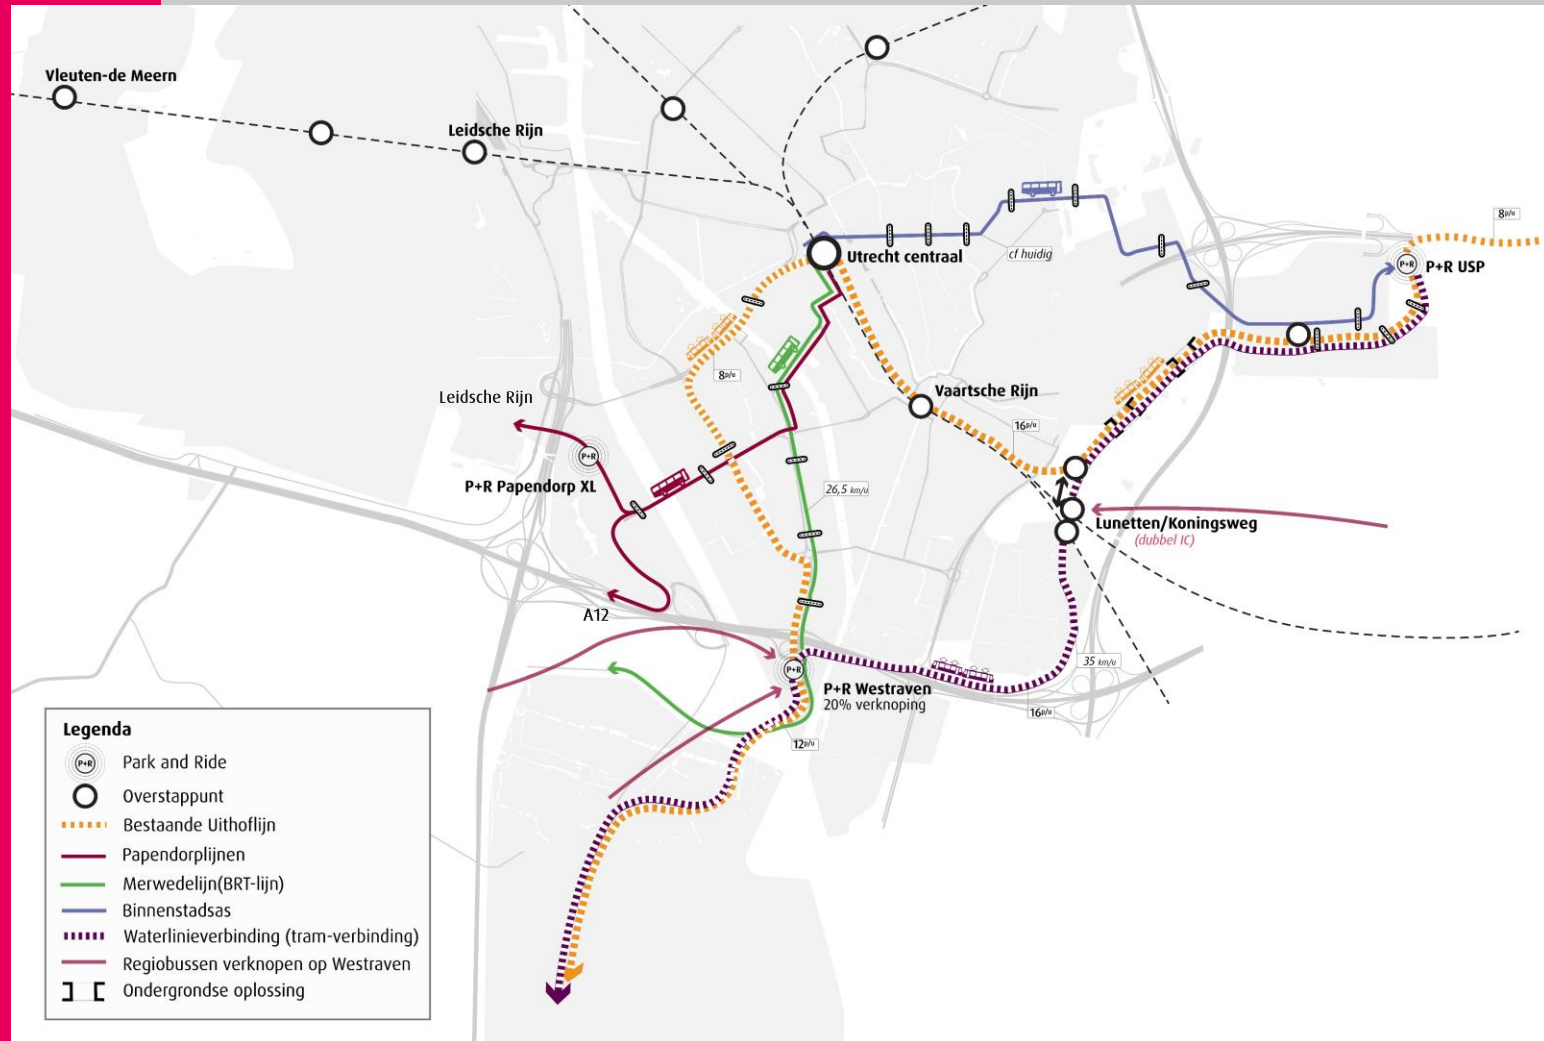 Vleuten-de Meern
Leidsche Rijn
8p/u
Utrecht centraal
cf huidig
P+R
P+R USP
8p/u
Vaartsche Rijn
Leidsche Rijn
16p/u
P+R
P+R Papendorp XL
26,5 km/u
Lunetten/Koningsweg
(dubbel IC)
A12
35 km/u
P+R
P+R Westraven
20% verknoping
16p/u
12p/u
Legenda
P+R
Park and Ride
Overstappunt
Bestaande Uithoflijn
Papendorplijnen
Merwedelijn(BRT-lijn)
Binnenstadsas
Waterlinieverbinding (tram-verbinding)
Regiobussen verknopen op Westraven
Ondergrondse oplossing